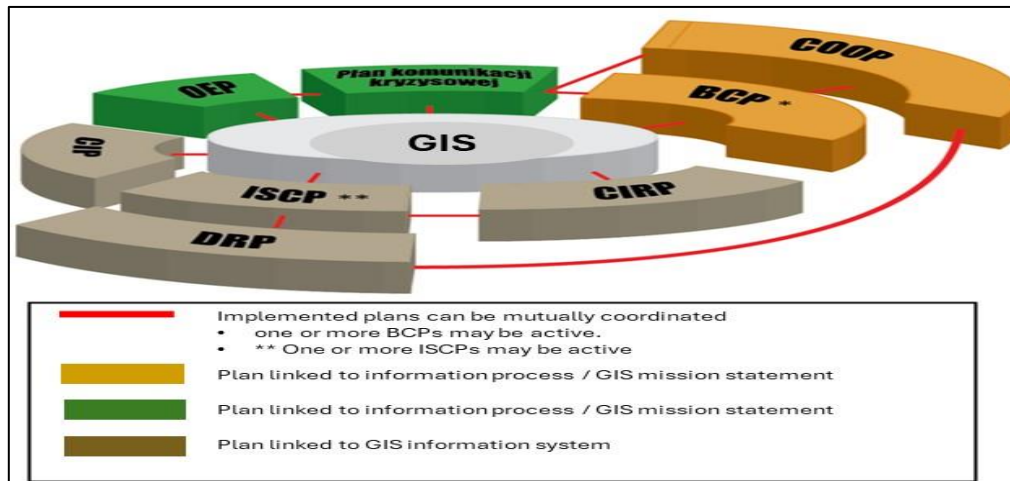 COOP
Plan komunikacji
kryzysowej
OEP
BCP *
GIS
CIP
ISCP **
CIRP
DRP
Implemented plans can be mutually coordinated
• one or more BCPs may be active.
• ** One or more ISCPs may be active
Plan linked to information process / GIS mission statement
Plan linked to information process / GIS mission statement
Plan linked to GIS information system